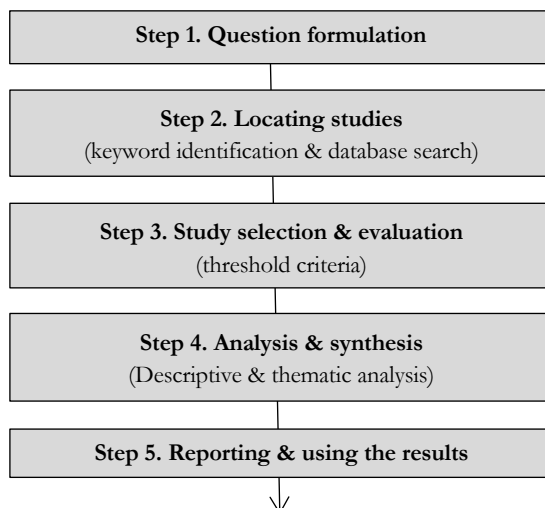 Step 1. Question formulation
Step 2. Locating studies
(keyword identification & database search)
Step 3. Study selection & evaluation
(threshold criteria)
Step 4. Analysis & synthesis
(Descriptive & thematic analysis)
Step 5. Reporting & using the results